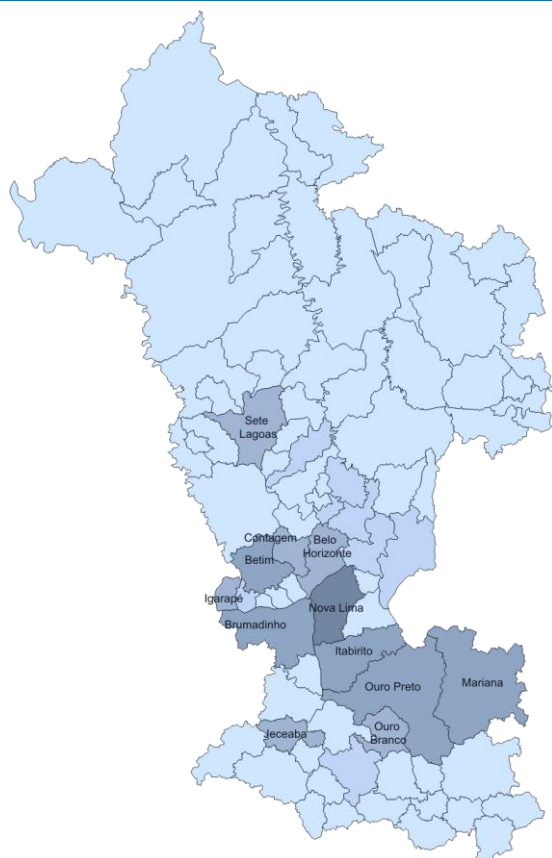 Sete
Lagoas
Contagem
Belo
Horizonte
Betim
Igarapé
Nova Lima
Brumadinho
Itabirito
Ouro Preto
Mariana
Ouro
Branco
Jeceaba